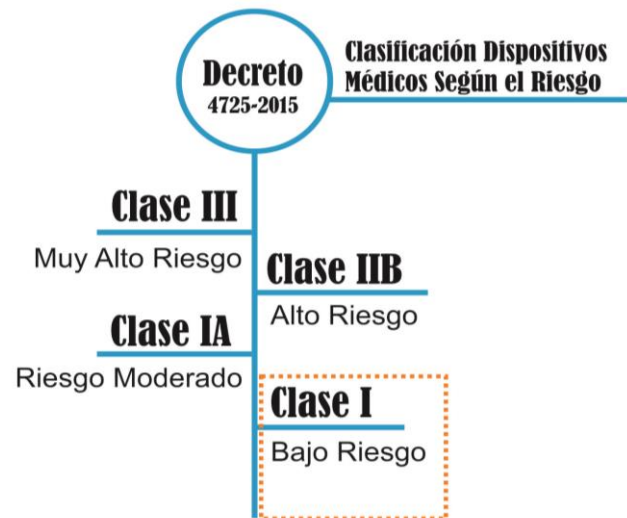 Decreto
4725-2015
Clasificación Dispositivos
Médicos Según el Riesgo
Clase III
Muy Alto Riesgo
Clase IIB
Alto Riesgo
Clase IA
Riesgo Moderado
Clase I
Bajo Riesgo